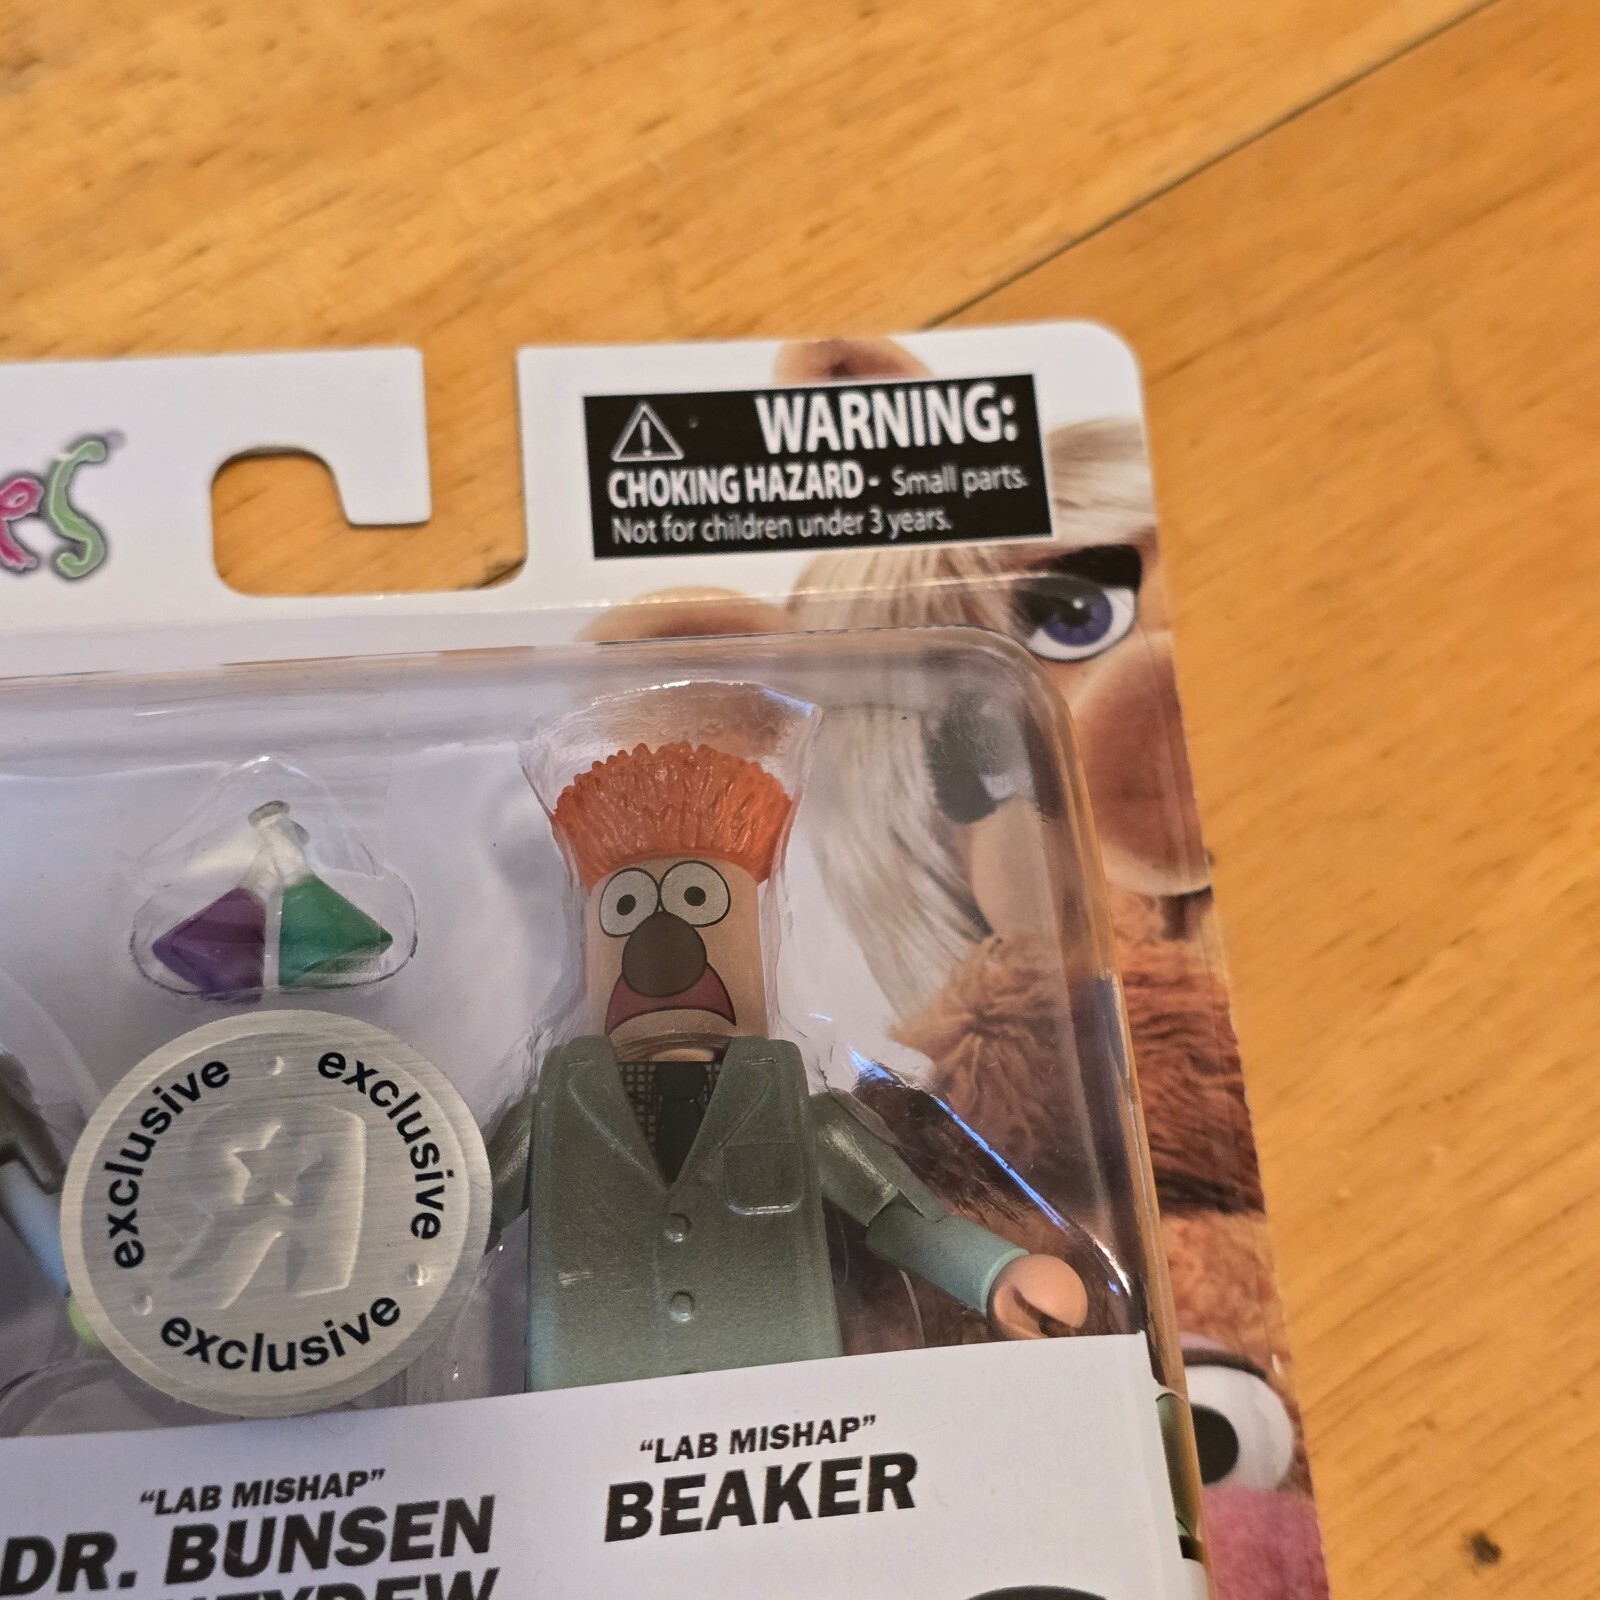 WARNING:
CHOKING HAZARD - Small parts.
Not for children under 3 years.
exclusive
exclusive
exclusive
R
"LAB MISHAP"
BEAKER
"LAB MISHAP"
DR. BUNSEN